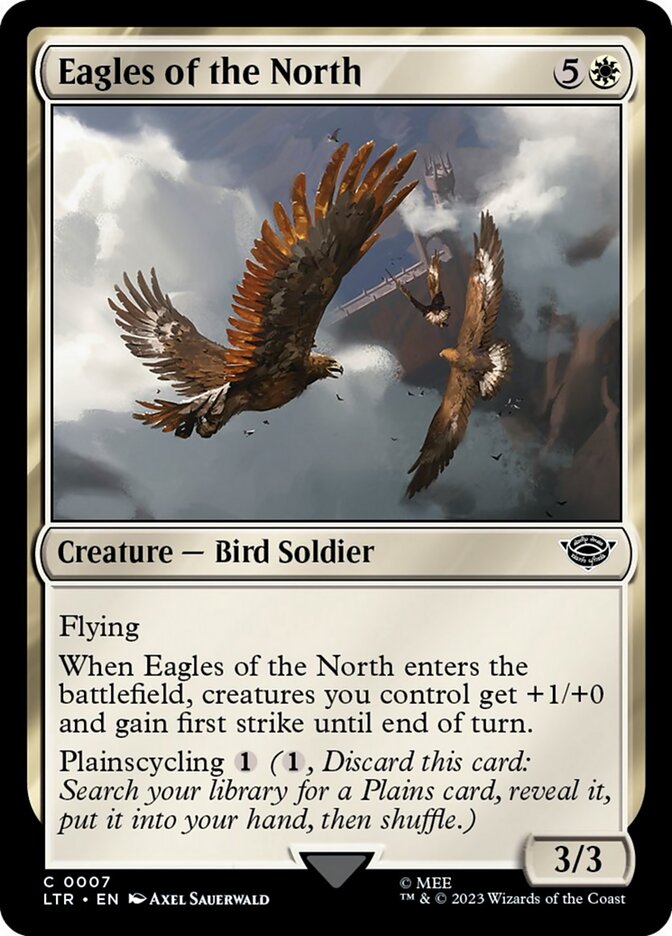 Eagles of the North 5
Creature — Bird Soldier
Flying
When Eagles of the North enters the
battlefield, creatures you control get +1/+0
and gain first strike until end of turn.
Plainscycling 1 (1, Discard this card:
Search your library for a Plains card, reveal it,
put it into your hand, then shuffle.)
3/3
C 0007
LTR • EN AXEL SAUERWALD
© MEE
™ & © 2023 Wizards of the Coast